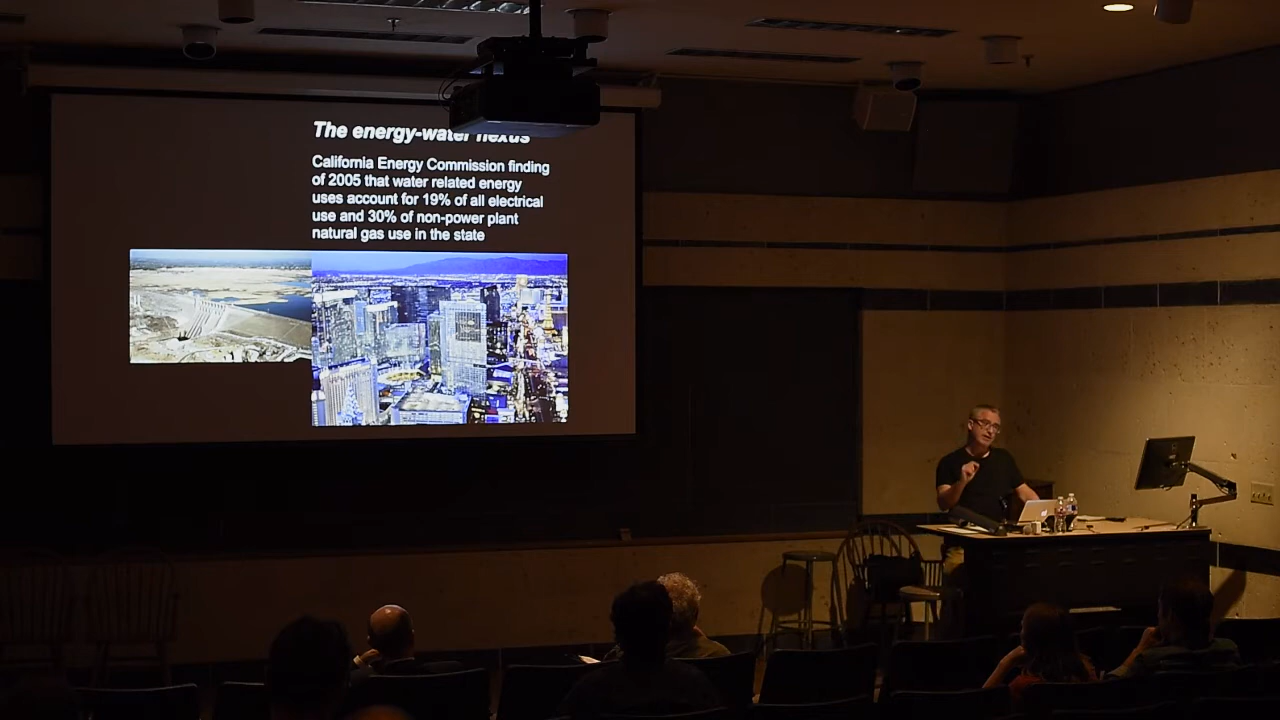 The energy-water nexus
California Energy Commission finding
of 2005 that water related energy
uses account for 19% of all electrical
use and 30% of non-power plant
natural gas use in the state